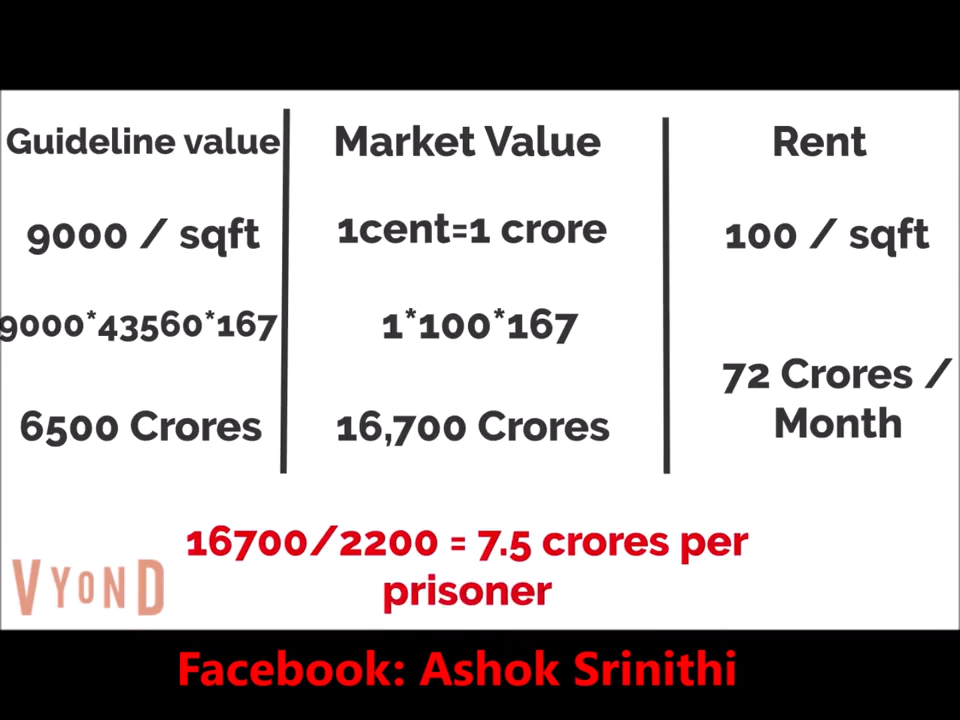 Guideline value
Market Value
Rent
9000 / sqft
1cent=1 crore
100 / sqft
9000*43560*167
1*100*167
6500 Crores
16,700 Crores
72 Crores /
Month
16700/2200 = 7.5 crores per
prisoner
VYOND
Facebook: Ashok Srinithi